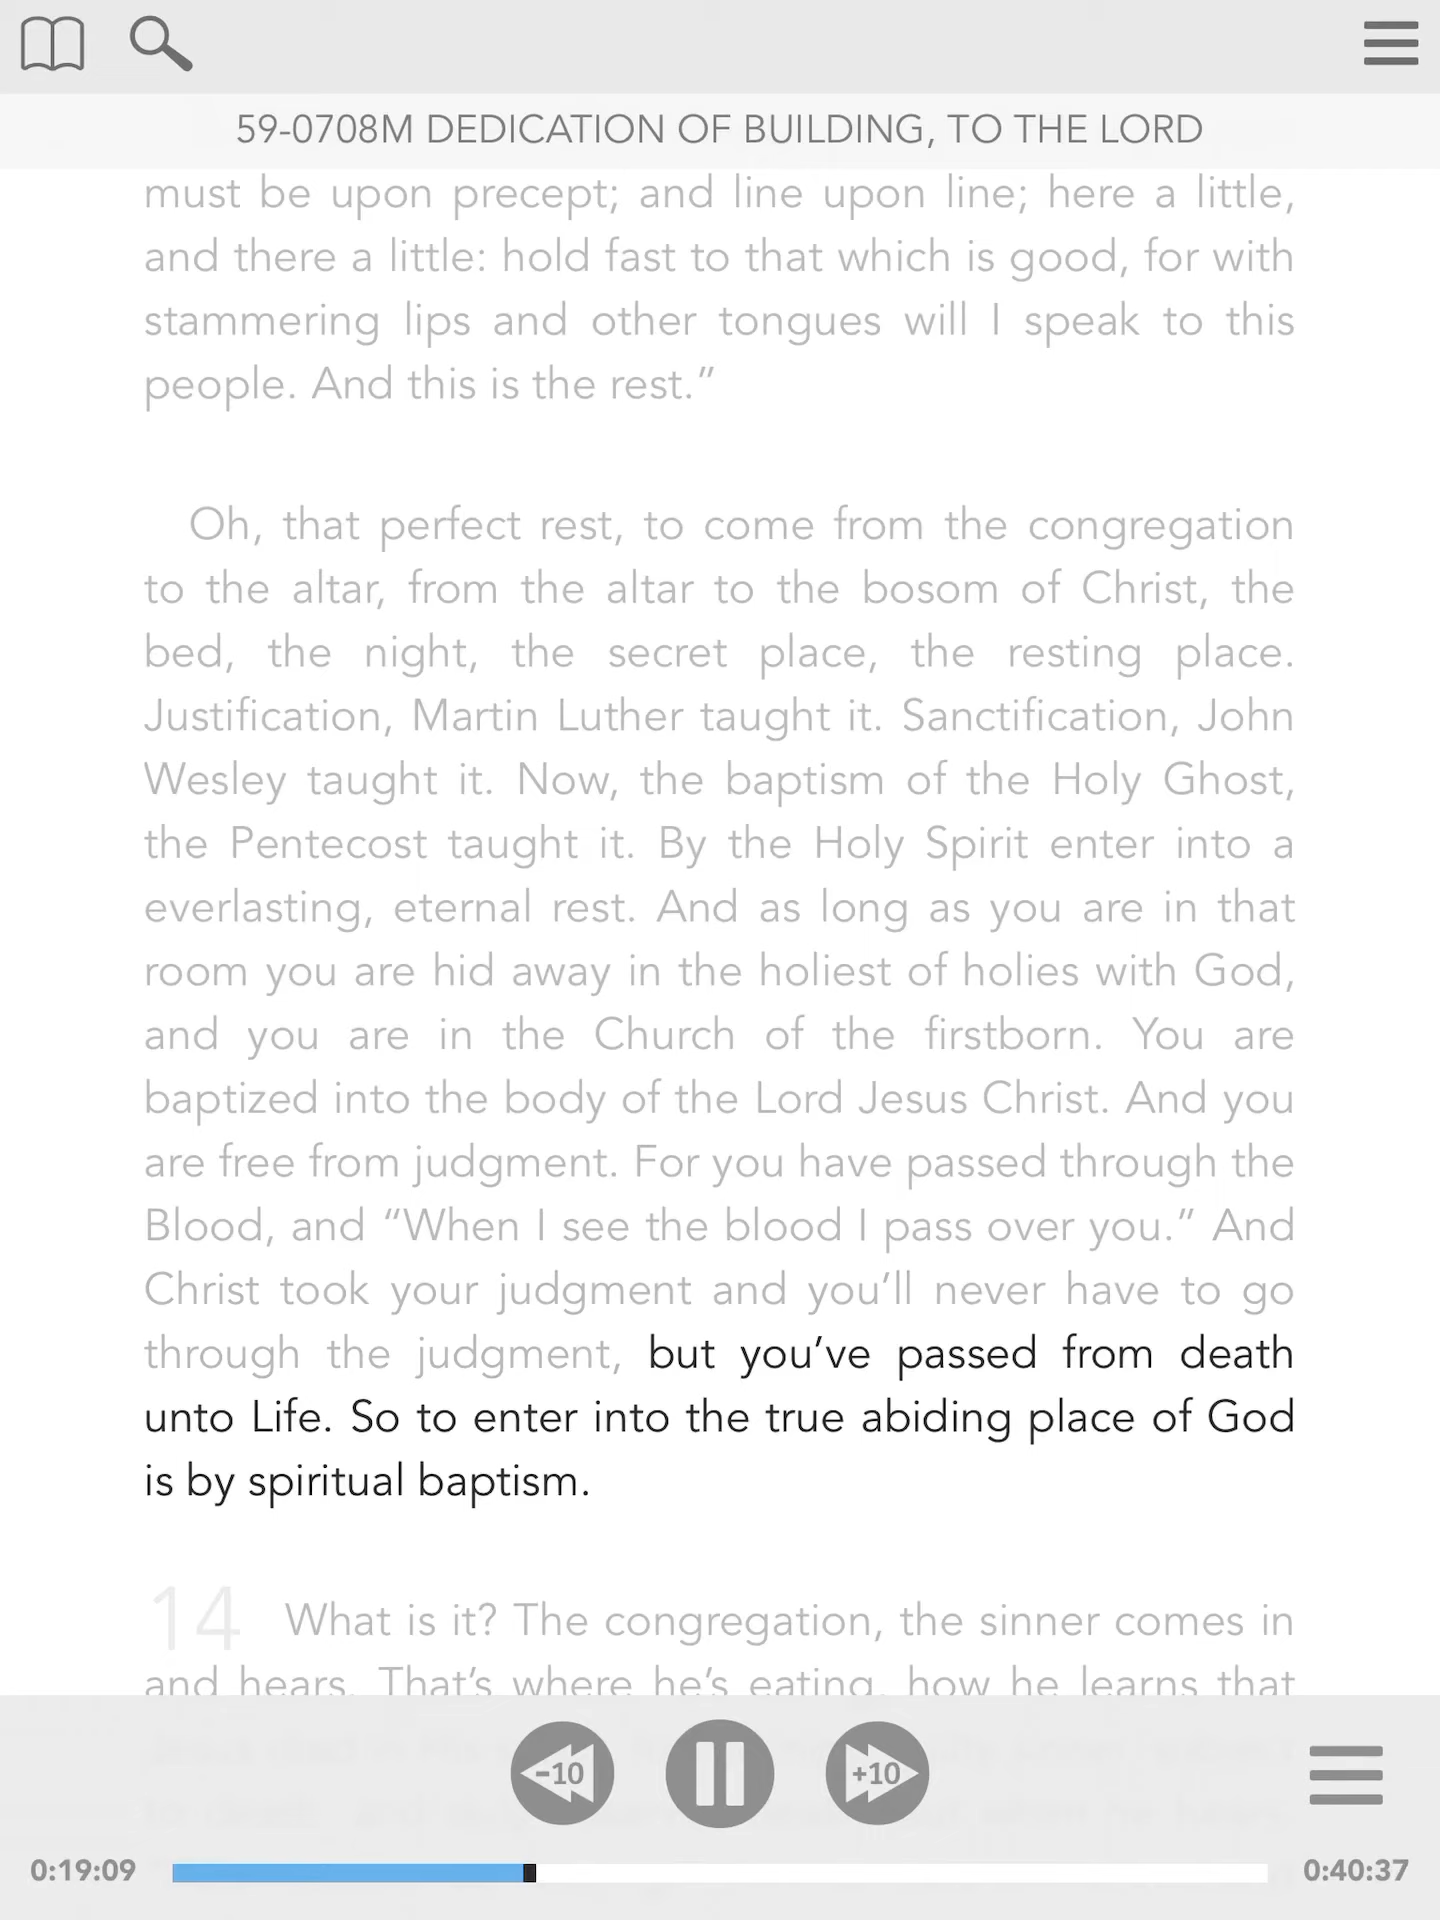 59-0708M DEDICATION OF BUILDING, TO THE LORD
must be upon precept; and line upon line; here a little,
and there a little: hold fast to that which is good, for with
stammering lips and other tongues will I speak to this
people. And this is the rest.”
Oh, that perfect rest, to come from the congregation
to the altar, from the altar to the bosom of Christ, the
bed, the night, the secret place, the resting place.
Justification, Martin Luther taught it. Sanctification, John
Wesley taught it. Now, the baptism of the Holy Ghost,
the Pentecost taught it. By the Holy Spirit enter into a
everlasting, eternal rest. And as long as you are in that
room you are hid away in the holiest of holies with God,
and you are in the Church of the firstborn. You are
baptized into the body of the Lord Jesus Christ. And you
are free from judgment. For you have passed through the
Blood, and “When I see the blood I pass over you.” And
Christ took your judgment and you’ll never have to go
through the judgment, but you’ve passed from death
unto Life. So to enter into the true abiding place of God
is by spiritual baptism.
14 What is it? The congregation, the sinner comes in
and hears. That’s where he’s eating, how he learns that
-10 +10
0:19:09 0:40:37